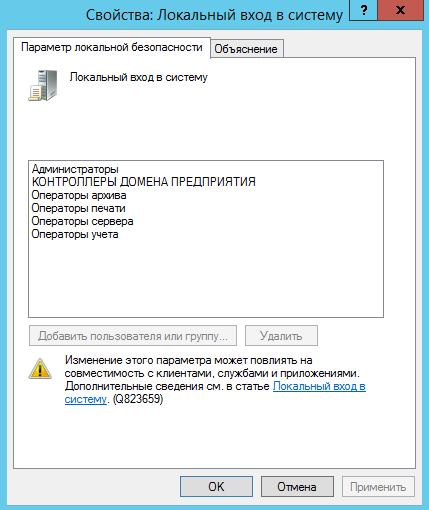 Свойства: Локальный вход в систему
?
x
Параметр локальной безопасности
Объяснение
Локальный вход в систему
Администраторы
КОНТРОЛЛЕРЫ ДОМЕНА ПРЕДПРИЯТИЯ
Операторы архива
Операторы печати
Операторы сервера
Операторы учета
Добавить пользователя или группу...
Удалить
Изменение этого параметра может повлиять на
совместимость с клиентами, службами и приложениями.
Дополнительные сведения см. в статье Локальный вход в
систему. (Q823659)
OK
Отмена
Применить